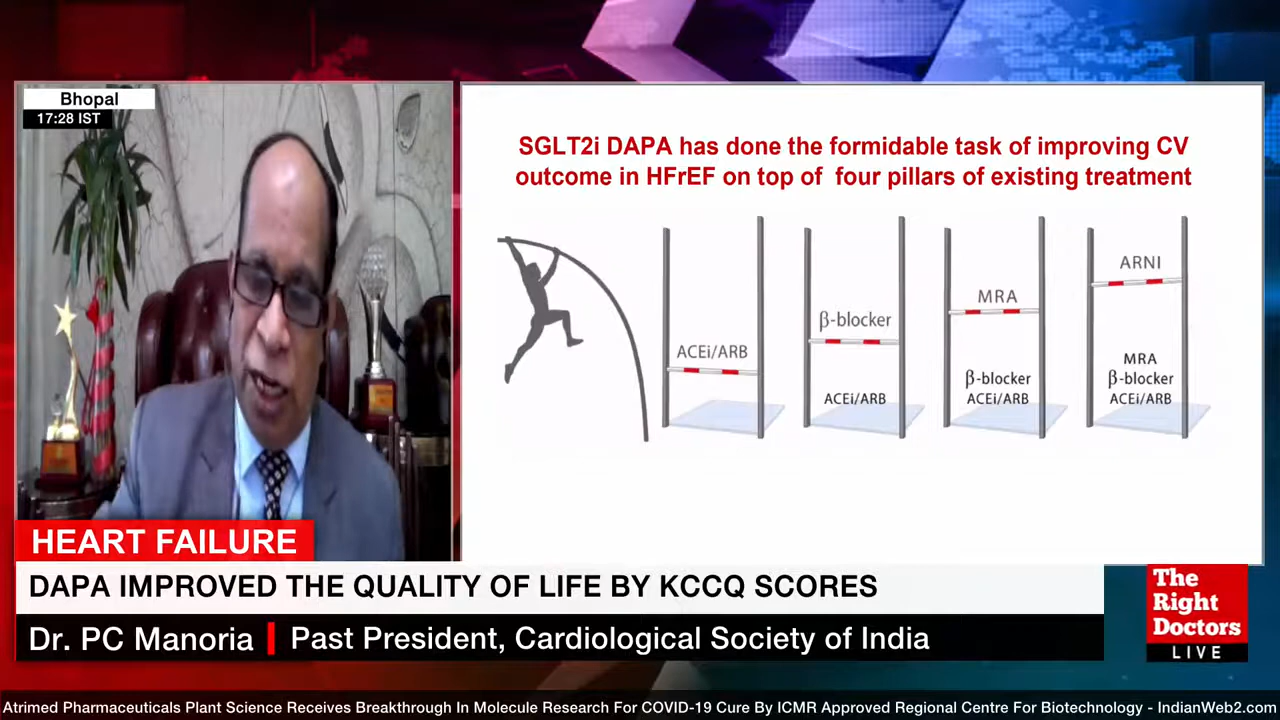 Bhopal
17:28 IST
SGLT2i DAPA has done the formidable task of improving CV
outcome in HFrEF on top of four pillars of existing treatment
ACEi/ARB
β-blocker
ACEi/ARB
MRA
β-blocker
ACEi/ARB
ARNI
MRA
β-blocker
ACEi/ARB
HEART FAILURE
DAPA IMPROVED THE QUALITY OF LIFE BY KCCQ SCORES
Dr. PC Manoria | Past President, Cardiological Society of India
The
Right
Doctors
LIVE
Atrimed Pharmaceuticals Plant Science Receives Breakthrough In Molecule Research For COVID-19 Cure By ICMR Approved Regional Centre For Biotechnology - IndianWeb2.com